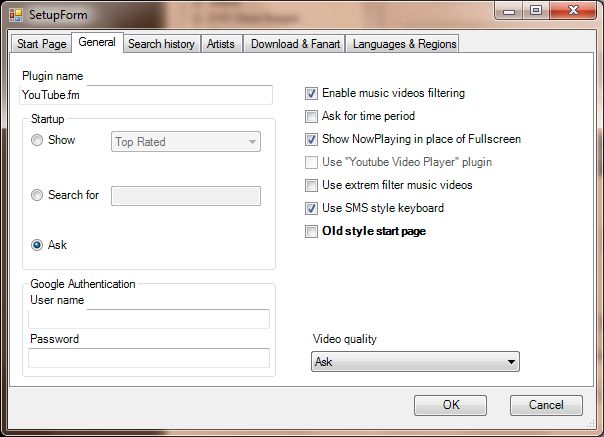 SetupForm
Start Page
General
Search history
Artists
Download & Fanart
Languages & Regions
Plugin name
YouTube.fm
Startup
Show
Top Rated
Search for
Ask
Google Authentication
User name
Password
Enable music videos filtering
Ask for time period
Show NowPlaying in place of Fullscreen
Use "Youtube Video Player" plugin
Use extrem filter music videos
Use SMS style keyboard
Old style start page
Video quality
Ask
OK
Cancel